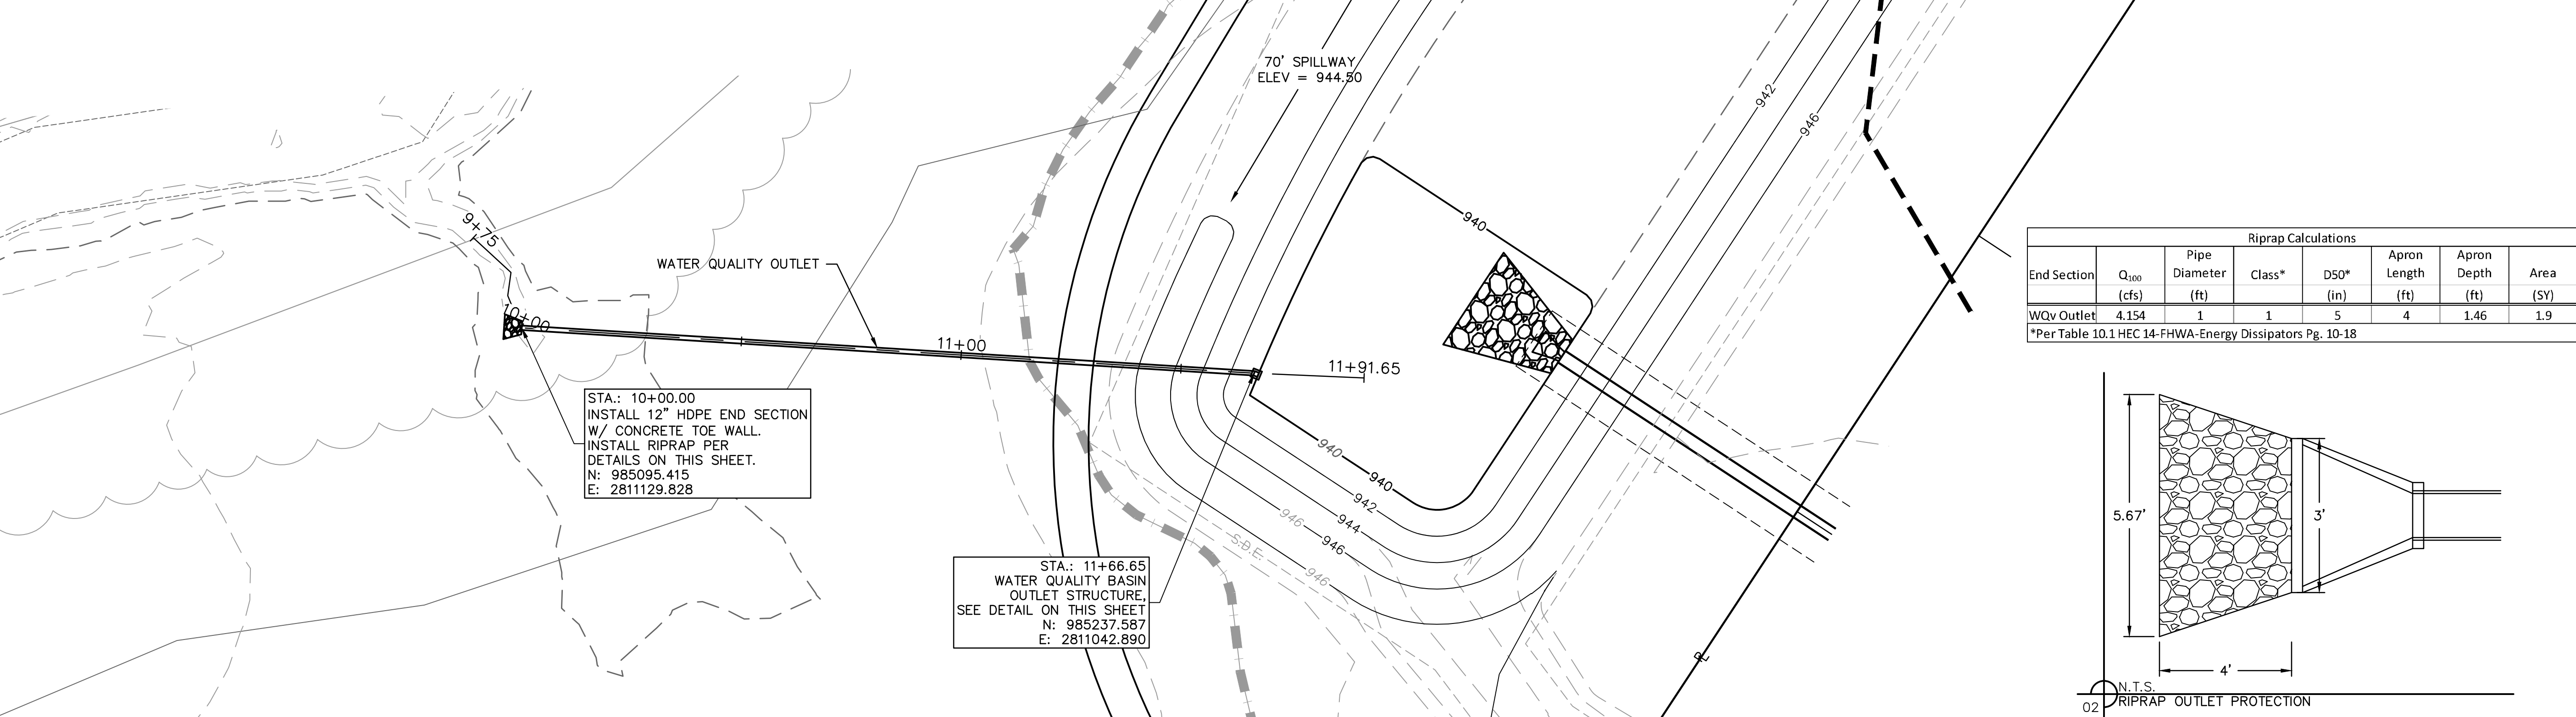 70' SPILLWAY
ELEV = 944.50
942
946
940
9+75
WATER QUALITY OUTLET
10+00
11+00
11+91.65
STA.: 10+00.00
INSTALL 12" HDPE END SECTION
W/ CONCRETE TOE WALL.
INSTALL RIPRAP PER
DETAILS ON THIS SHEET.
N: 985095.415
E: 2811129.828
940
940
942
944
946
946
946
S.D.E.
STA.: 11+66.65
WATER QUALITY BASIN
OUTLET STRUCTURE,
SEE DETAIL ON THIS SHEET
N: 985237.587
E: 2811042.890
PL
Riprap Calculations
End Section Q100 Pipe Diameter Class* D50* Apron Length Apron Depth Area
(cfs) (ft) (in) (ft) (ft) (SY)
WQv Outlet 4.154 1 1 5 4 1.46 1.9
*Per Table 10.1 HEC 14-FHWA-Energy Dissipators Pg. 10-18
5.67'
3'
4'
N.T.S.
02 RIPRAP OUTLET PROTECTION